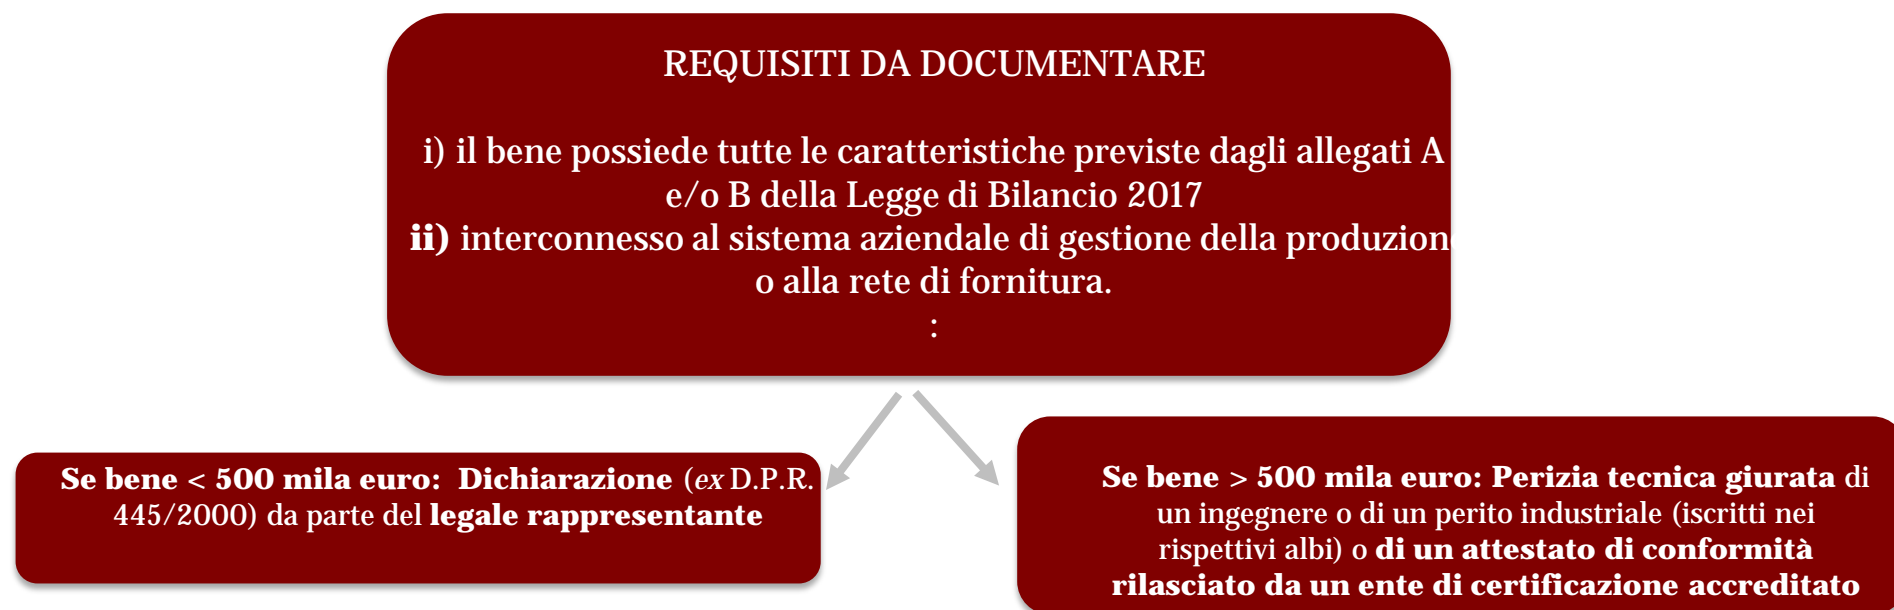 REQUISITI DA DOCUMENTARE
i) il bene possiede tutte le caratteristiche previste dagli allegati A
e/o B della Legge di Bilancio 2017
ii) interconnesso al sistema aziendale di gestione della produzion
o alla rete di fornitura.
:
Se bene < 500 mila euro: Dichiarazione (ex D.P.R.
445/2000) da parte del legale rappresentante
Se bene > 500 mila euro: Perizia tecnica giurata di
un ingegnere o di un perito industriale (iscritti nei
rispettivi albi) o di un attestato di conformità
rilasciato da un ente di certificazione accreditato